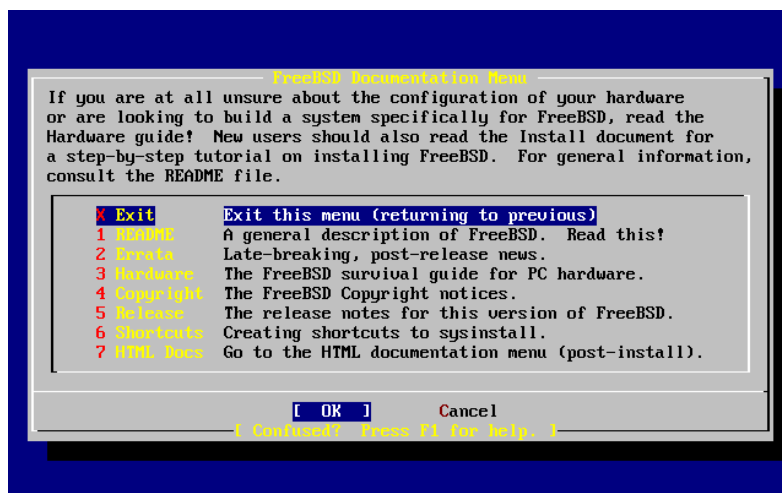 FreeBSD Documentation Menu
If you are at all unsure about the configuration of your hardware
or are looking to build a system specifically for FreeBSD, read the
Hardware guide!  New users should also read the Install document for
a step-by-step tutorial on installing FreeBSD.  For general information,
consult the README file.
X Exit       Exit this menu (returning to previous)
1 README     A general description of FreeBSD.  Read this!
2 Errata     Late-breaking, post-release news.
3 Hardware   The FreeBSD survival guide for PC hardware.
4 Copyright  The FreeBSD Copyright notices.
5 Release    The release notes for this version of FreeBSD.
6 Shortcuts  Creating shortcuts to sysinstall.
7 HTML Docs  Go to the HTML documentation menu (post-install).
[  OK  ]       Cancel
[ Confused?  Press F1 for help. ]